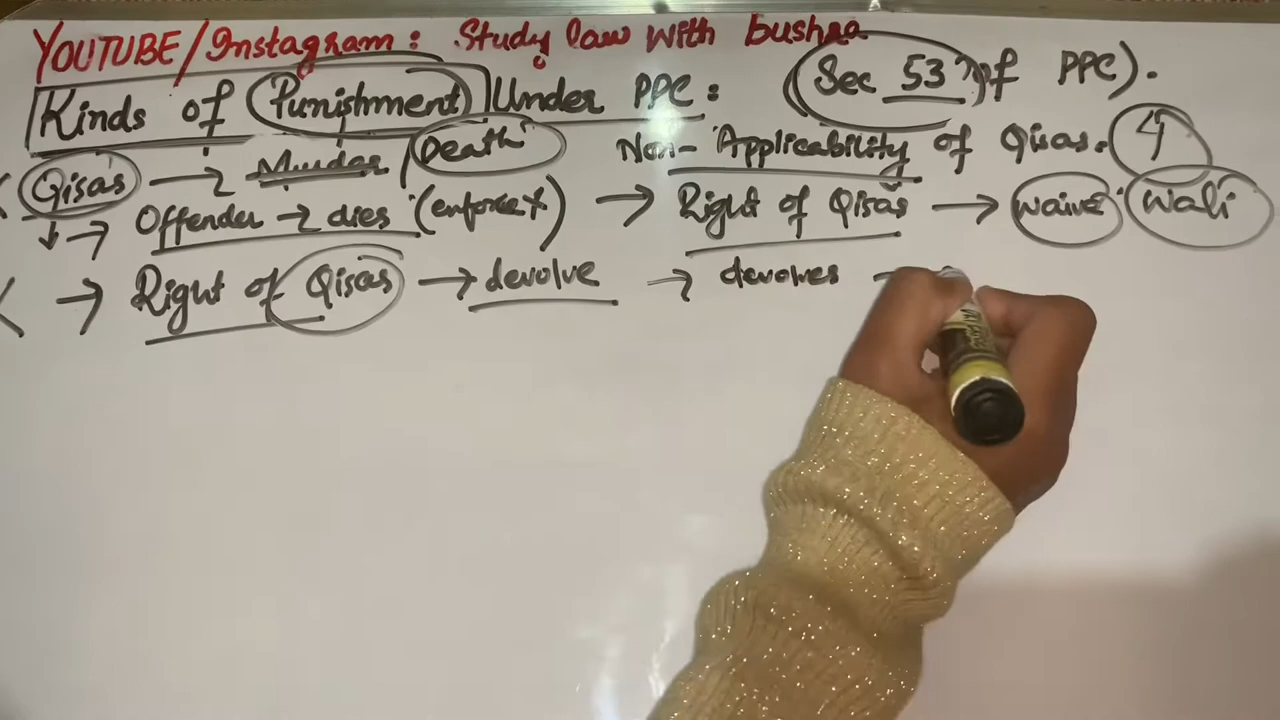 YOUTUBE/Instagram: Study law with bushra
Kinds of Punishment Under PPC: (Sec 53 of PPC).
Qisas → Murder / Death Non-Applicability of Qisas. 4
↓→ Offender → dies (enforce x) → Right of Qisas → waive Wali
→ Right of Qisas → devolve → devolves →